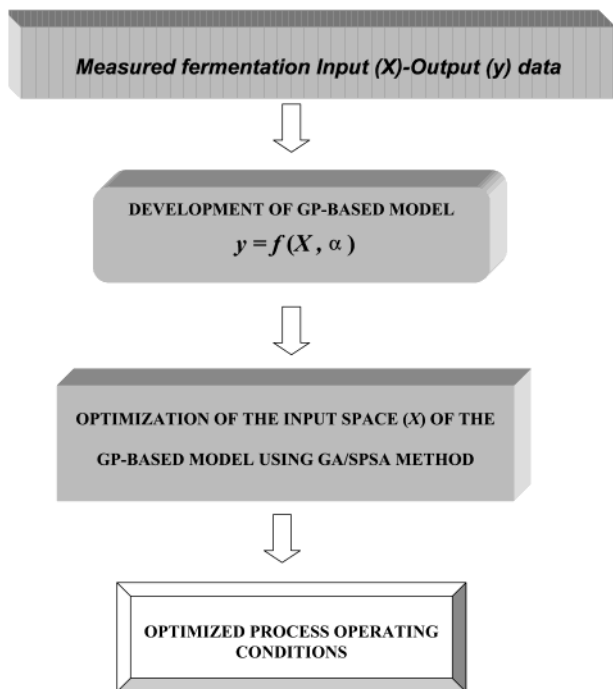 Measured fermentation Input (X)-Output (y) data
DEVELOPMENT OF GP-BASED MODEL
y = f (X , α )
OPTIMIZATION OF THE INPUT SPACE (X) OF THE
GP-BASED MODEL USING GA/SPSA METHOD
OPTIMIZED PROCESS OPERATING
CONDITIONS